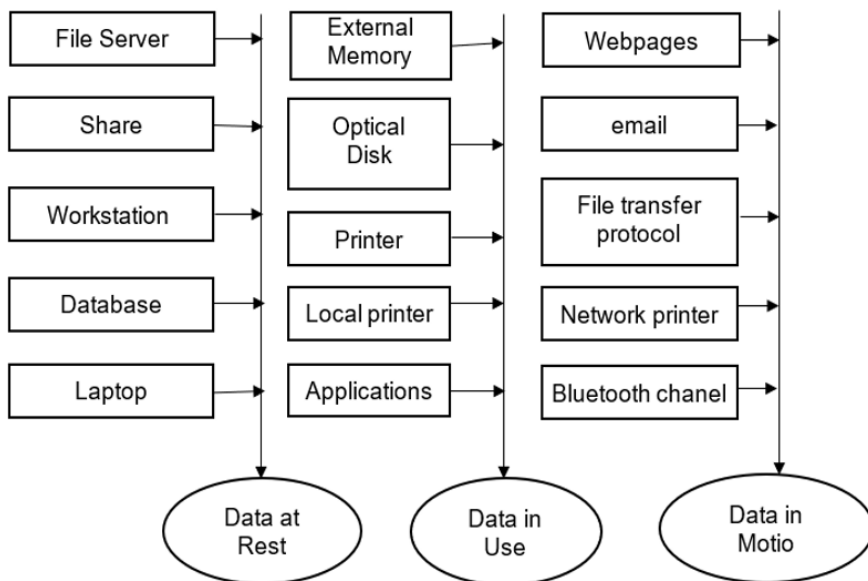 File Server
Share
Workstation
Database
Laptop
Data at
Rest
External
Memory
Optical
Disk
Printer
Local printer
Applications
Data in
Use
Webpages
email
File transfer
protocol
Network printer
Bluetooth chanel
Data in
Motio